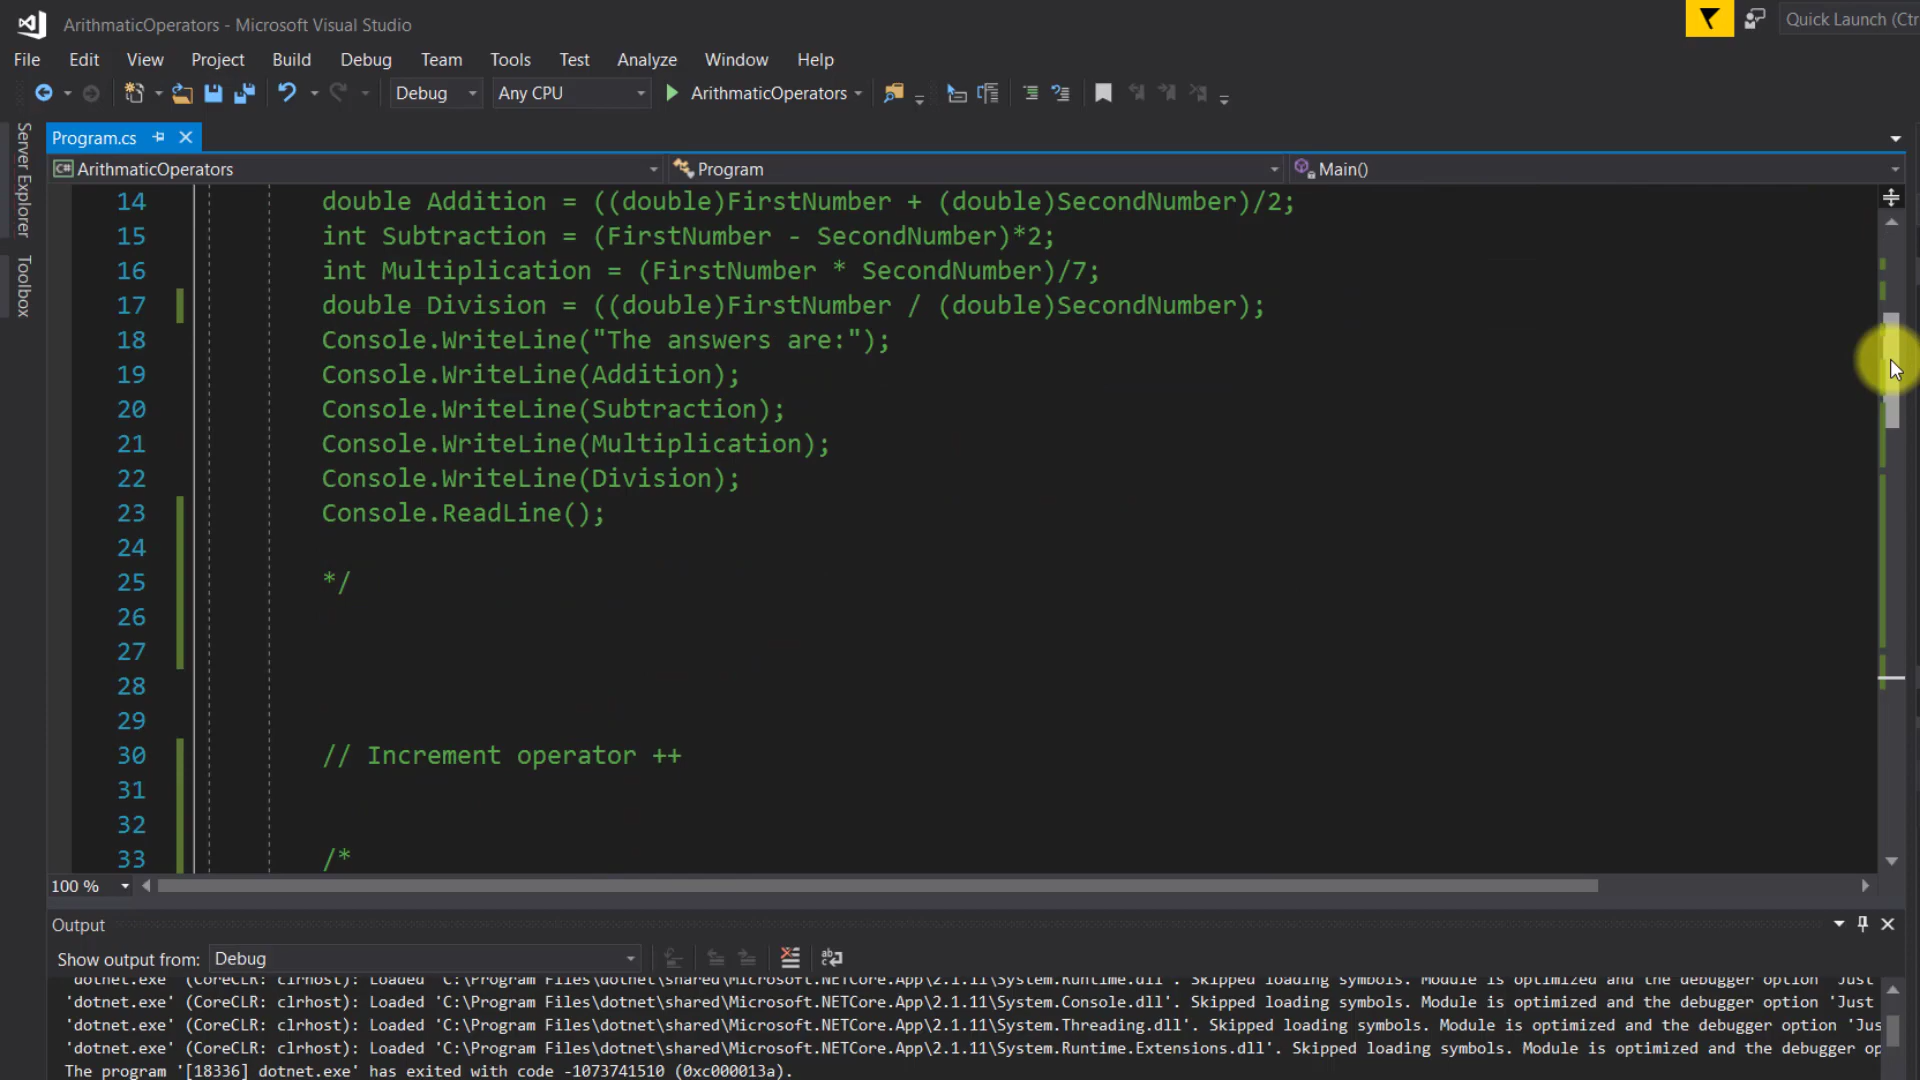 ArithmaticOperators - Microsoft Visual Studio
Quick Launch (Ctr
File Edit View Project Build Debug Team Tools Test Analyze Window Help
Debug Any CPU ArithmaticOperators
Server Explorer
Toolbox
Program.cs
C# ArithmaticOperators Program Main()
14 double Addition = ((double)FirstNumber + (double)SecondNumber)/2;
15 int Subtraction = (FirstNumber - SecondNumber)*2;
16 int Multiplication = (FirstNumber * SecondNumber)/7;
17 double Division = ((double)FirstNumber / (double)SecondNumber);
18 Console.WriteLine("The answers are:");
19 Console.WriteLine(Addition);
20 Console.WriteLine(Subtraction);
21 Console.WriteLine(Multiplication);
22 Console.WriteLine(Division);
23 Console.ReadLine();
24
25 */
26
27
28
29
30 // Increment operator ++
31
32
33 /*
100 %
Output
Show output from: Debug
'dotnet.exe' (CoreCLR: clrhost): Loaded 'C:\Program Files\dotnet\shared\Microsoft.NETCore.App\2.1.11\System.Runtime.dll'. Skipped loading symbols. Module is optimized and the debugger option 'Just
'dotnet.exe' (CoreCLR: clrhost): Loaded 'C:\Program Files\dotnet\shared\Microsoft.NETCore.App\2.1.11\System.Console.dll'. Skipped loading symbols. Module is optimized and the debugger option 'Just
'dotnet.exe' (CoreCLR: clrhost): Loaded 'C:\Program Files\dotnet\shared\Microsoft.NETCore.App\2.1.11\System.Threading.dll'. Skipped loading symbols. Module is optimized and the debugger option 'Jus
'dotnet.exe' (CoreCLR: clrhost): Loaded 'C:\Program Files\dotnet\shared\Microsoft.NETCore.App\2.1.11\System.Runtime.Extensions.dll'. Skipped loading symbols. Module is optimized and the debugger op
The program '[18336] dotnet.exe' has exited with code -1073741510 (0xc000013a).